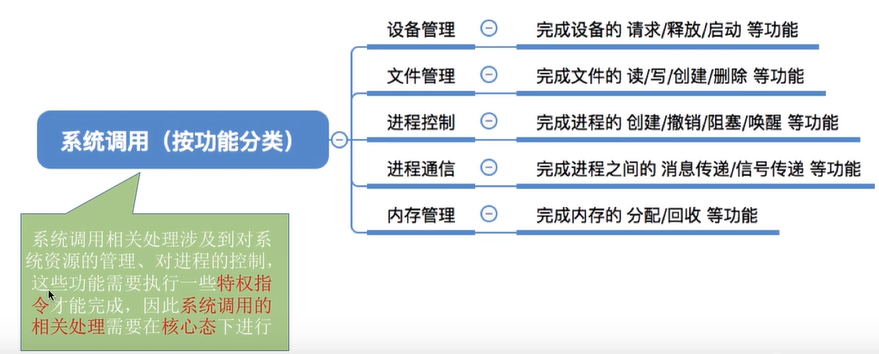 系统调用（按功能分类）
设备管理 完成设备的 请求/释放/启动 等功能
文件管理 完成文件的 读/写/创建/删除 等功能
进程控制 完成进程的 创建/撤销/阻塞/唤醒 等功能
进程通信 完成进程之间的 消息传递/信号传递 等功能
内存管理 完成内存的 分配/回收 等功能
系统调用相关处理涉及到对系
统资源的管理、对进程的控制，
这些功能需要执行一些特权指
令才能完成，因此系统调用的
相关处理需要在核心态下进行